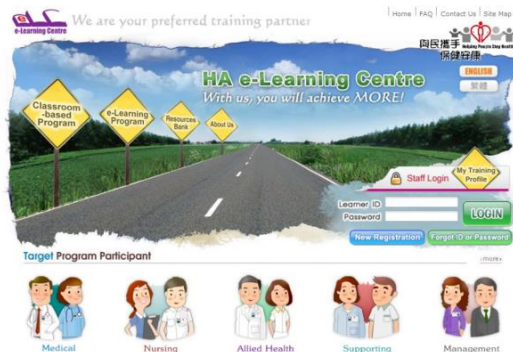 We are your preferred training partner
Home | FAQ | Contact Us | Site Map
e-Learning Centre
與民攜手
保健安康
Helping People Stay Healthy
HA e-Learning Centre
With us, you will achieve MORE!
ENGLISH
繁體
Classroom
-based
Program
e-Learning
Program
Resources
Bank
About Us
Staff Login
My Training
Profile
Learner ID
Password
LOGIN
New Registration
Forgot ID or Password
Target Program Participant
more
Medical
Nursing
Allied Health
Supporting
Management